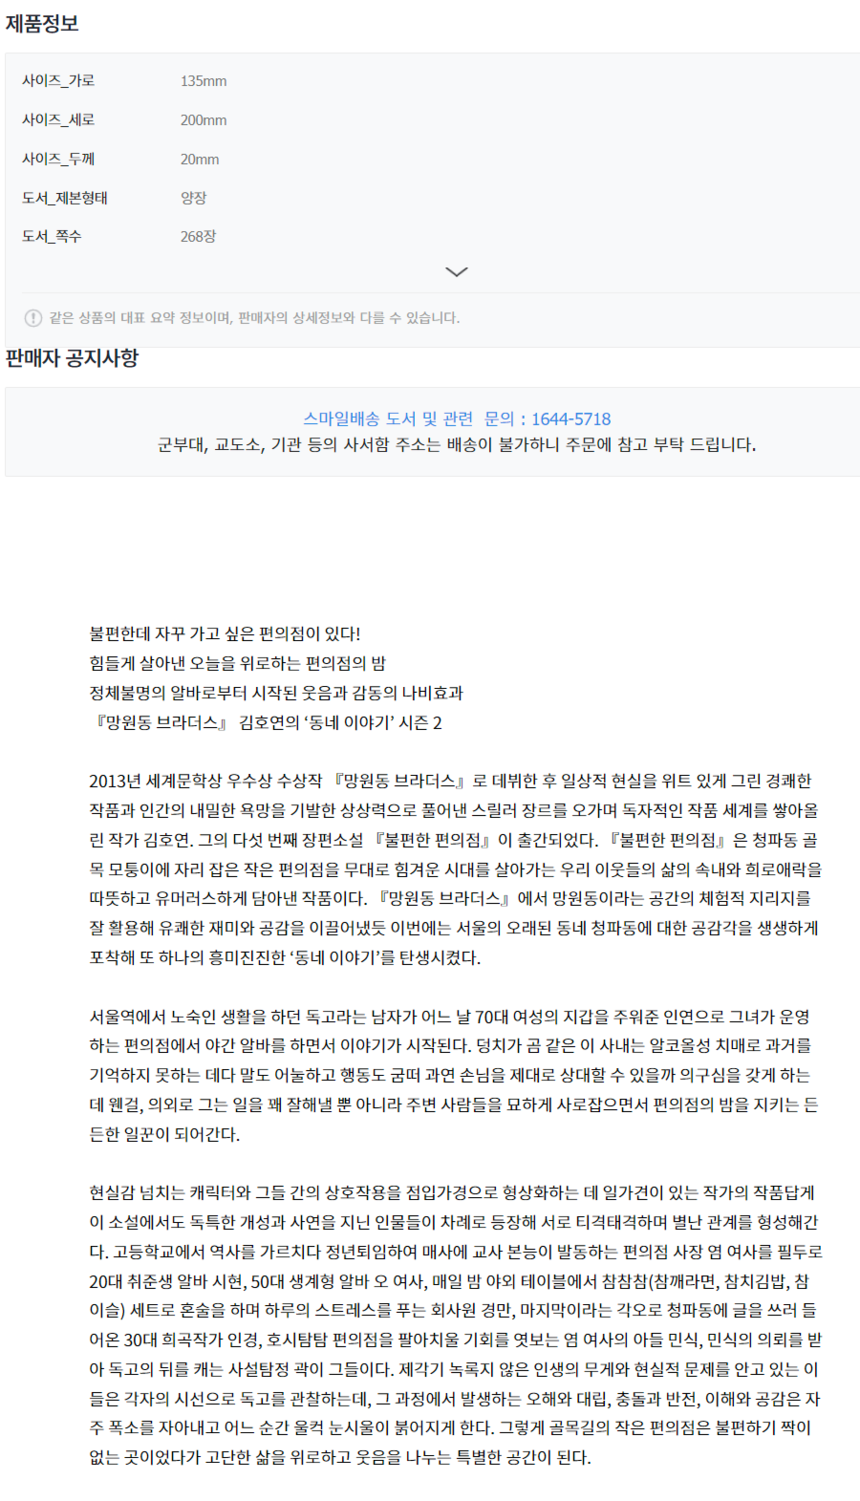 제품정보
사이즈_가로 135mm
사이즈_세로 200mm
사이즈_두께 20mm
도서_제본형태 양장
도서_쪽수 268장
같은 상품의 대표 요약 정보이며, 판매자의 상세정보와 다를 수 있습니다.
판매자 공지사항
스마일배송 도서 및 관련 문의 : 1644-5718
군부대, 교도소, 기관 등의 사서함 주소는 배송이 불가하니 주문에 참고 부탁 드립니다.
불편한데 자꾸 가고 싶은 편의점이 있다!
힘들게 살아낸 오늘을 위로하는 편의점의 밤
정체불명의 알바로부터 시작된 웃음과 감동의 나비효과
『망원동 브라더스』 김호연의 ‘동네 이야기’ 시즌 2
2013년 세계문학상 우수상 수상작 『망원동 브라더스』로 데뷔한 후 일상적 현실을 위트 있게 그린 경쾌한
작품과 인간의 내밀한 욕망을 기발한 상상력으로 풀어낸 스릴러 장르를 오가며 독자적인 작품 세계를 쌓아올
린 작가 김호연. 그의 다섯 번째 장편소설 『불편한 편의점』이 출간되었다. 『불편한 편의점』은 청파동 골
목 모퉁이에 자리 잡은 작은 편의점을 무대로 힘겨운 시대를 살아가는 우리 이웃들의 삶의 속내와 희로애락을
따뜻하고 유머러스하게 담아낸 작품이다. 『망원동 브라더스』에서 망원동이라는 공간의 체험적 지리지를
잘 활용해 유쾌한 재미와 공감을 이끌어냈듯 이번에는 서울의 오래된 동네 청파동에 대한 공감각을 생생하게
포착해 또 하나의 흥미진진한 ‘동네 이야기’를 탄생시켰다.
서울역에서 노숙인 생활을 하던 독고라는 남자가 어느 날 70대 여성의 지갑을 주워준 인연으로 그녀가 운영
하는 편의점에서 야간 알바를 하면서 이야기가 시작된다. 덩치가 곰 같은 이 사내는 알코올성 치매로 과거를
기억하지 못하는 데다 말도 어눌하고 행동도 굼떠 과연 손님을 제대로 상대할 수 있을까 의구심을 갖게 하는
데 웬걸, 의외로 그는 일을 꽤 잘해낼 뿐 아니라 주변 사람들을 묘하게 사로잡으면서 편의점의 밤을 지키는 든
든한 일꾼이 되어간다.
현실감 넘치는 캐릭터와 그들 간의 상호작용을 점입가경으로 형상화하는 데 일가견이 있는 작가의 작품답게
이 소설에서도 독특한 개성과 사연을 지닌 인물들이 차례로 등장해 서로 티격태격하며 별난 관계를 형성해간
다. 고등학교에서 역사를 가르치다 정년퇴임하여 매사에 교사 본능이 발동하는 편의점 사장 염 여사를 필두로
20대 취준생 알바 시현, 50대 생계형 알바 오 여사, 매일 밤 야외 테이블에서 참참참(참깨라면, 참치김밥, 참
이슬) 세트로 혼술을 하며 하루의 스트레스를 푸는 회사원 경만, 마지막이라는 각오로 청파동에 글을 쓰러 들
어온 30대 희곡작가 인경, 호시탐탐 편의점을 팔아치울 기회를 엿보는 염 여사의 아들 민식, 민식의 의뢰를 받
아 독고의 뒤를 캐는 사설탐정 곽이 그들이다. 제각기 녹록지 않은 인생의 무게와 현실적 문제를 안고 있는 이
들은 각자의 시선으로 독고를 관찰하는데, 그 과정에서 발생하는 오해와 대립, 충돌과 반전, 이해와 공감은 자
주 폭소를 자아내고 어느 순간 울컥 눈시울이 붉어지게 한다. 그렇게 골목길의 작은 편의점은 불편하기 짝이
없는 곳이었다가 고단한 삶을 위로하고 웃음을 나누는 특별한 공간이 된다.